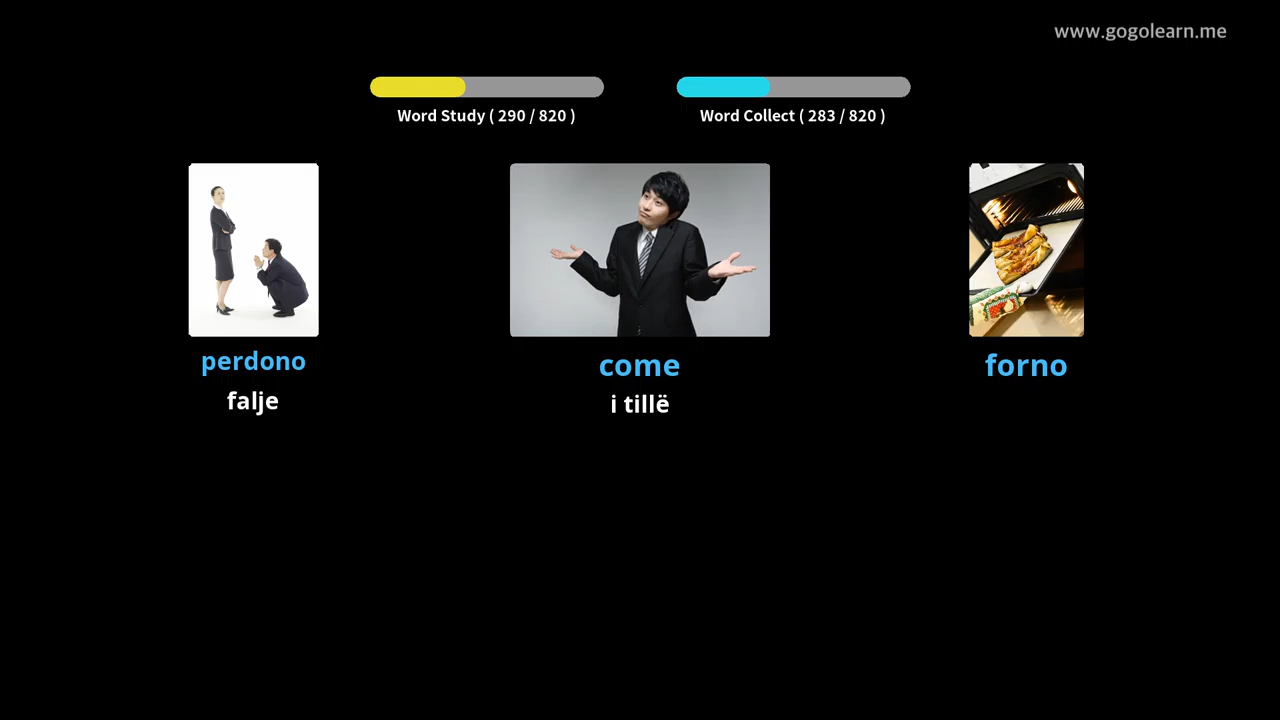 www.gogolearn.me
Word Study ( 290 / 820 )
Word Collect ( 283 / 820 )
perdono
falje
come
i tillë
forno